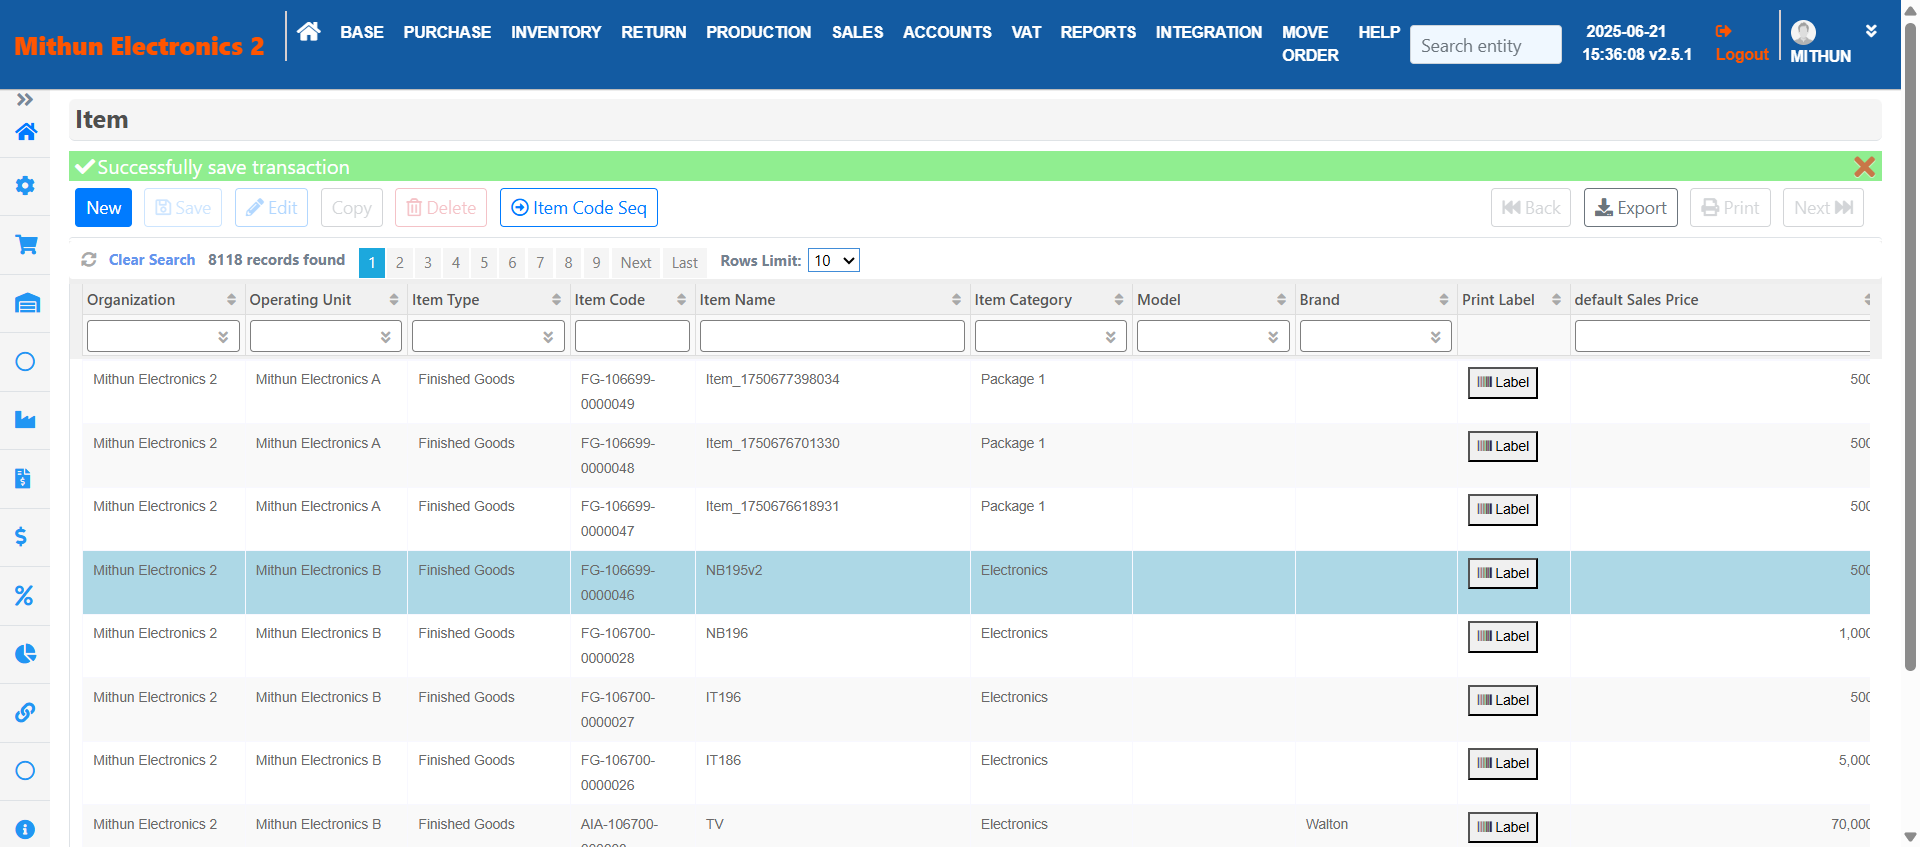 Mithun Electronics 2
BASE PURCHASE INVENTORY RETURN PRODUCTION SALES ACCOUNTS VAT REPORTS INTEGRATION MOVE ORDER HELP
Search entity
2025-06-21
15:36:08 v2.5.1
Logout
MITHUN
Item
Successfully save transaction
New Save Edit Copy Delete Item Code Seq Back Export Print Next
Clear Search 8118 records found 1 2 3 4 5 6 7 8 9 Next Last Rows Limit: 10
Organization Operating Unit Item Type Item Code Item Name Item Category Model Brand Print Label default Sales Price
Mithun Electronics 2 Mithun Electronics A Finished Goods FG-106699-0000049 Item_1750677398034 Package 1 Label 500
Mithun Electronics 2 Mithun Electronics A Finished Goods FG-106699-0000048 Item_1750676701330 Package 1 Label 500
Mithun Electronics 2 Mithun Electronics A Finished Goods FG-106699-0000047 Item_1750676618931 Package 1 Label 500
Mithun Electronics 2 Mithun Electronics B Finished Goods FG-106699-0000046 NB195v2 Electronics Label 500
Mithun Electronics 2 Mithun Electronics B Finished Goods FG-106700-0000028 NB196 Electronics Label 1,000
Mithun Electronics 2 Mithun Electronics B Finished Goods FG-106700-0000027 IT196 Electronics Label 500
Mithun Electronics 2 Mithun Electronics B Finished Goods FG-106700-0000026 IT186 Electronics Label 5,000
Mithun Electronics 2 Mithun Electronics B Finished Goods AIA-106700- TV Electronics Walton Label 70,000